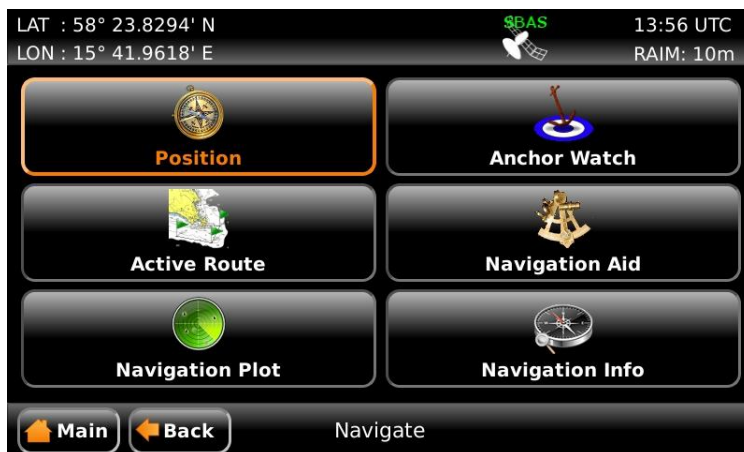 LAT : 58° 23.8294' N
SBAS
13:56 UTC
LON : 15° 41.9618' E
RAIM: 10m
Position
Anchor Watch
Active Route
Navigation Aid
Navigation Plot
Navigation Info
Main
Back
Navigate